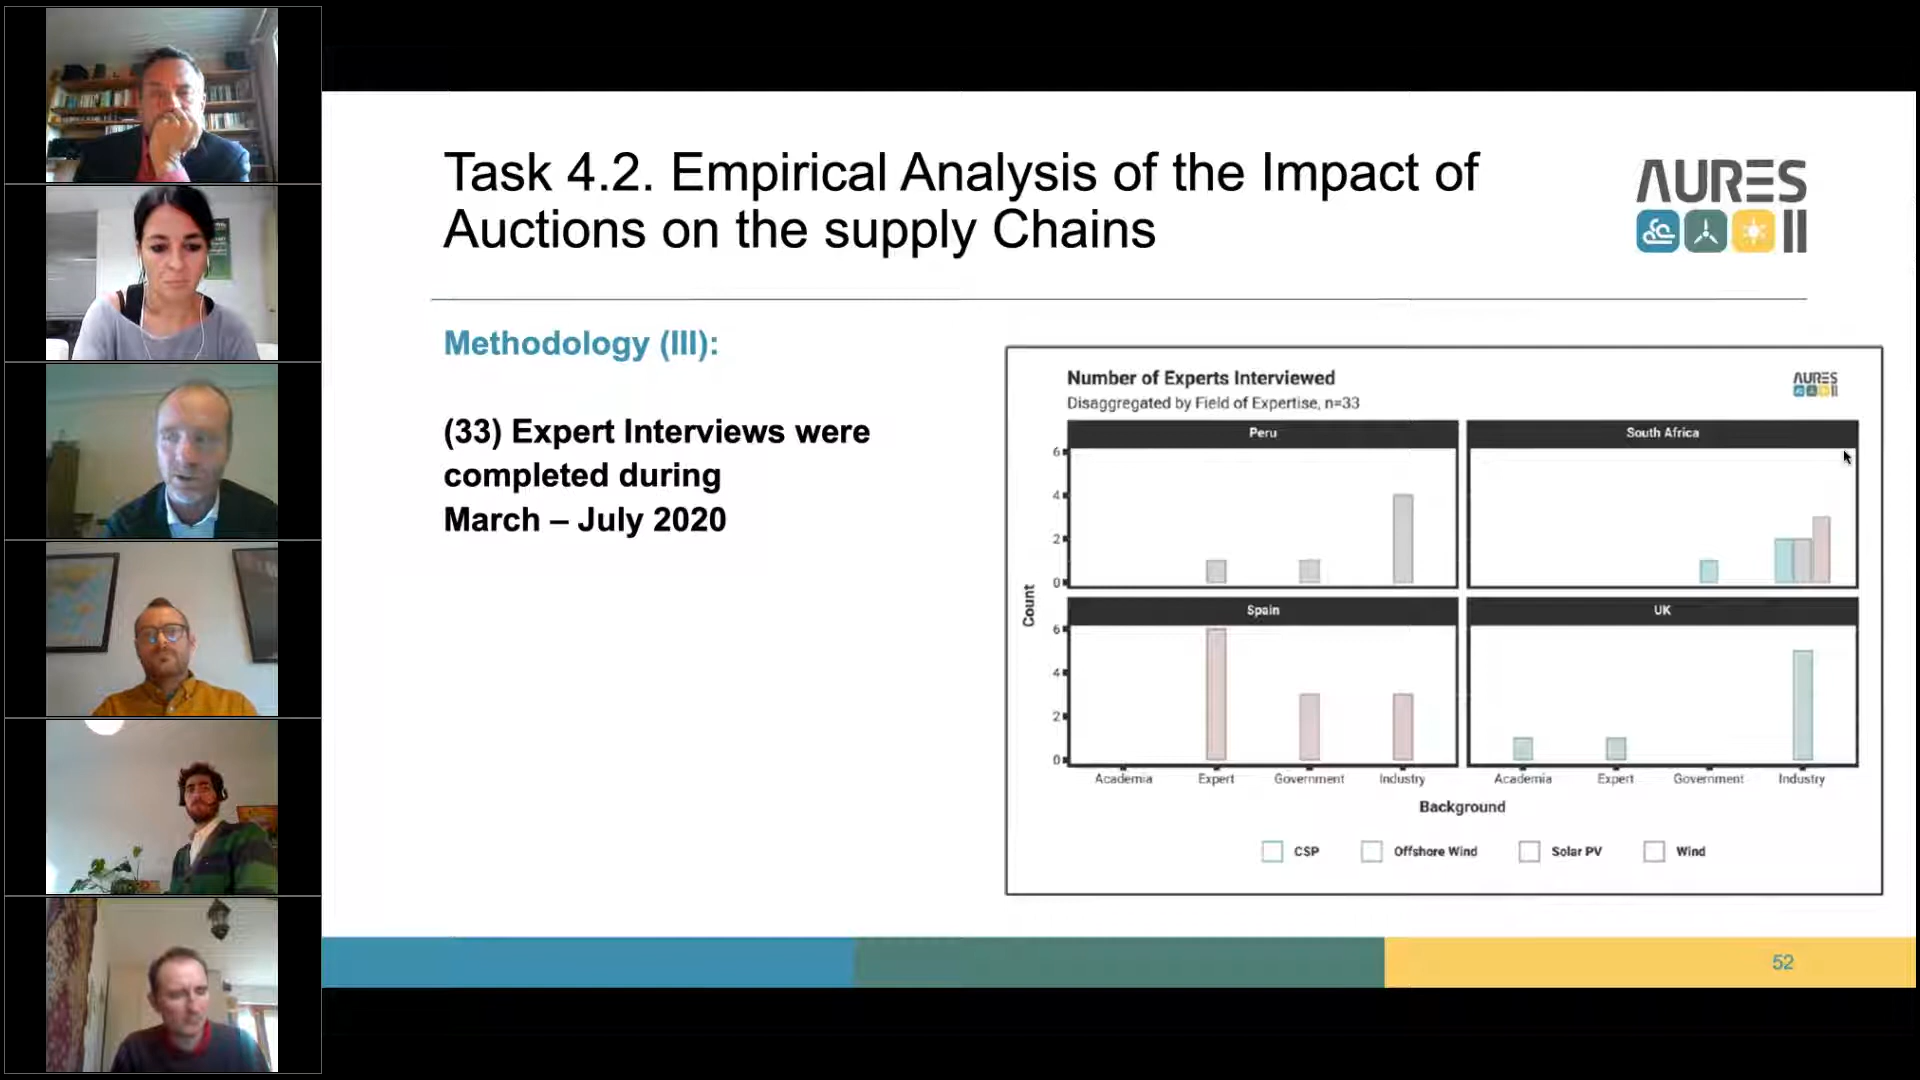 Task 4.2. Empirical Analysis of the Impact of
Auctions on the supply Chains
AURES
II
Methodology (III):
(33) Expert Interviews were
completed during
March – July 2020
Number of Experts Interviewed
Disaggregated by Field of Expertise, n=33
AURES
II
Peru
South Africa
6
4
2
0
Spain
UK
6
4
2
0
Count
Academia Expert Government Industry
Academia Expert Government Industry
Background
CSP Offshore Wind Solar PV Wind
52